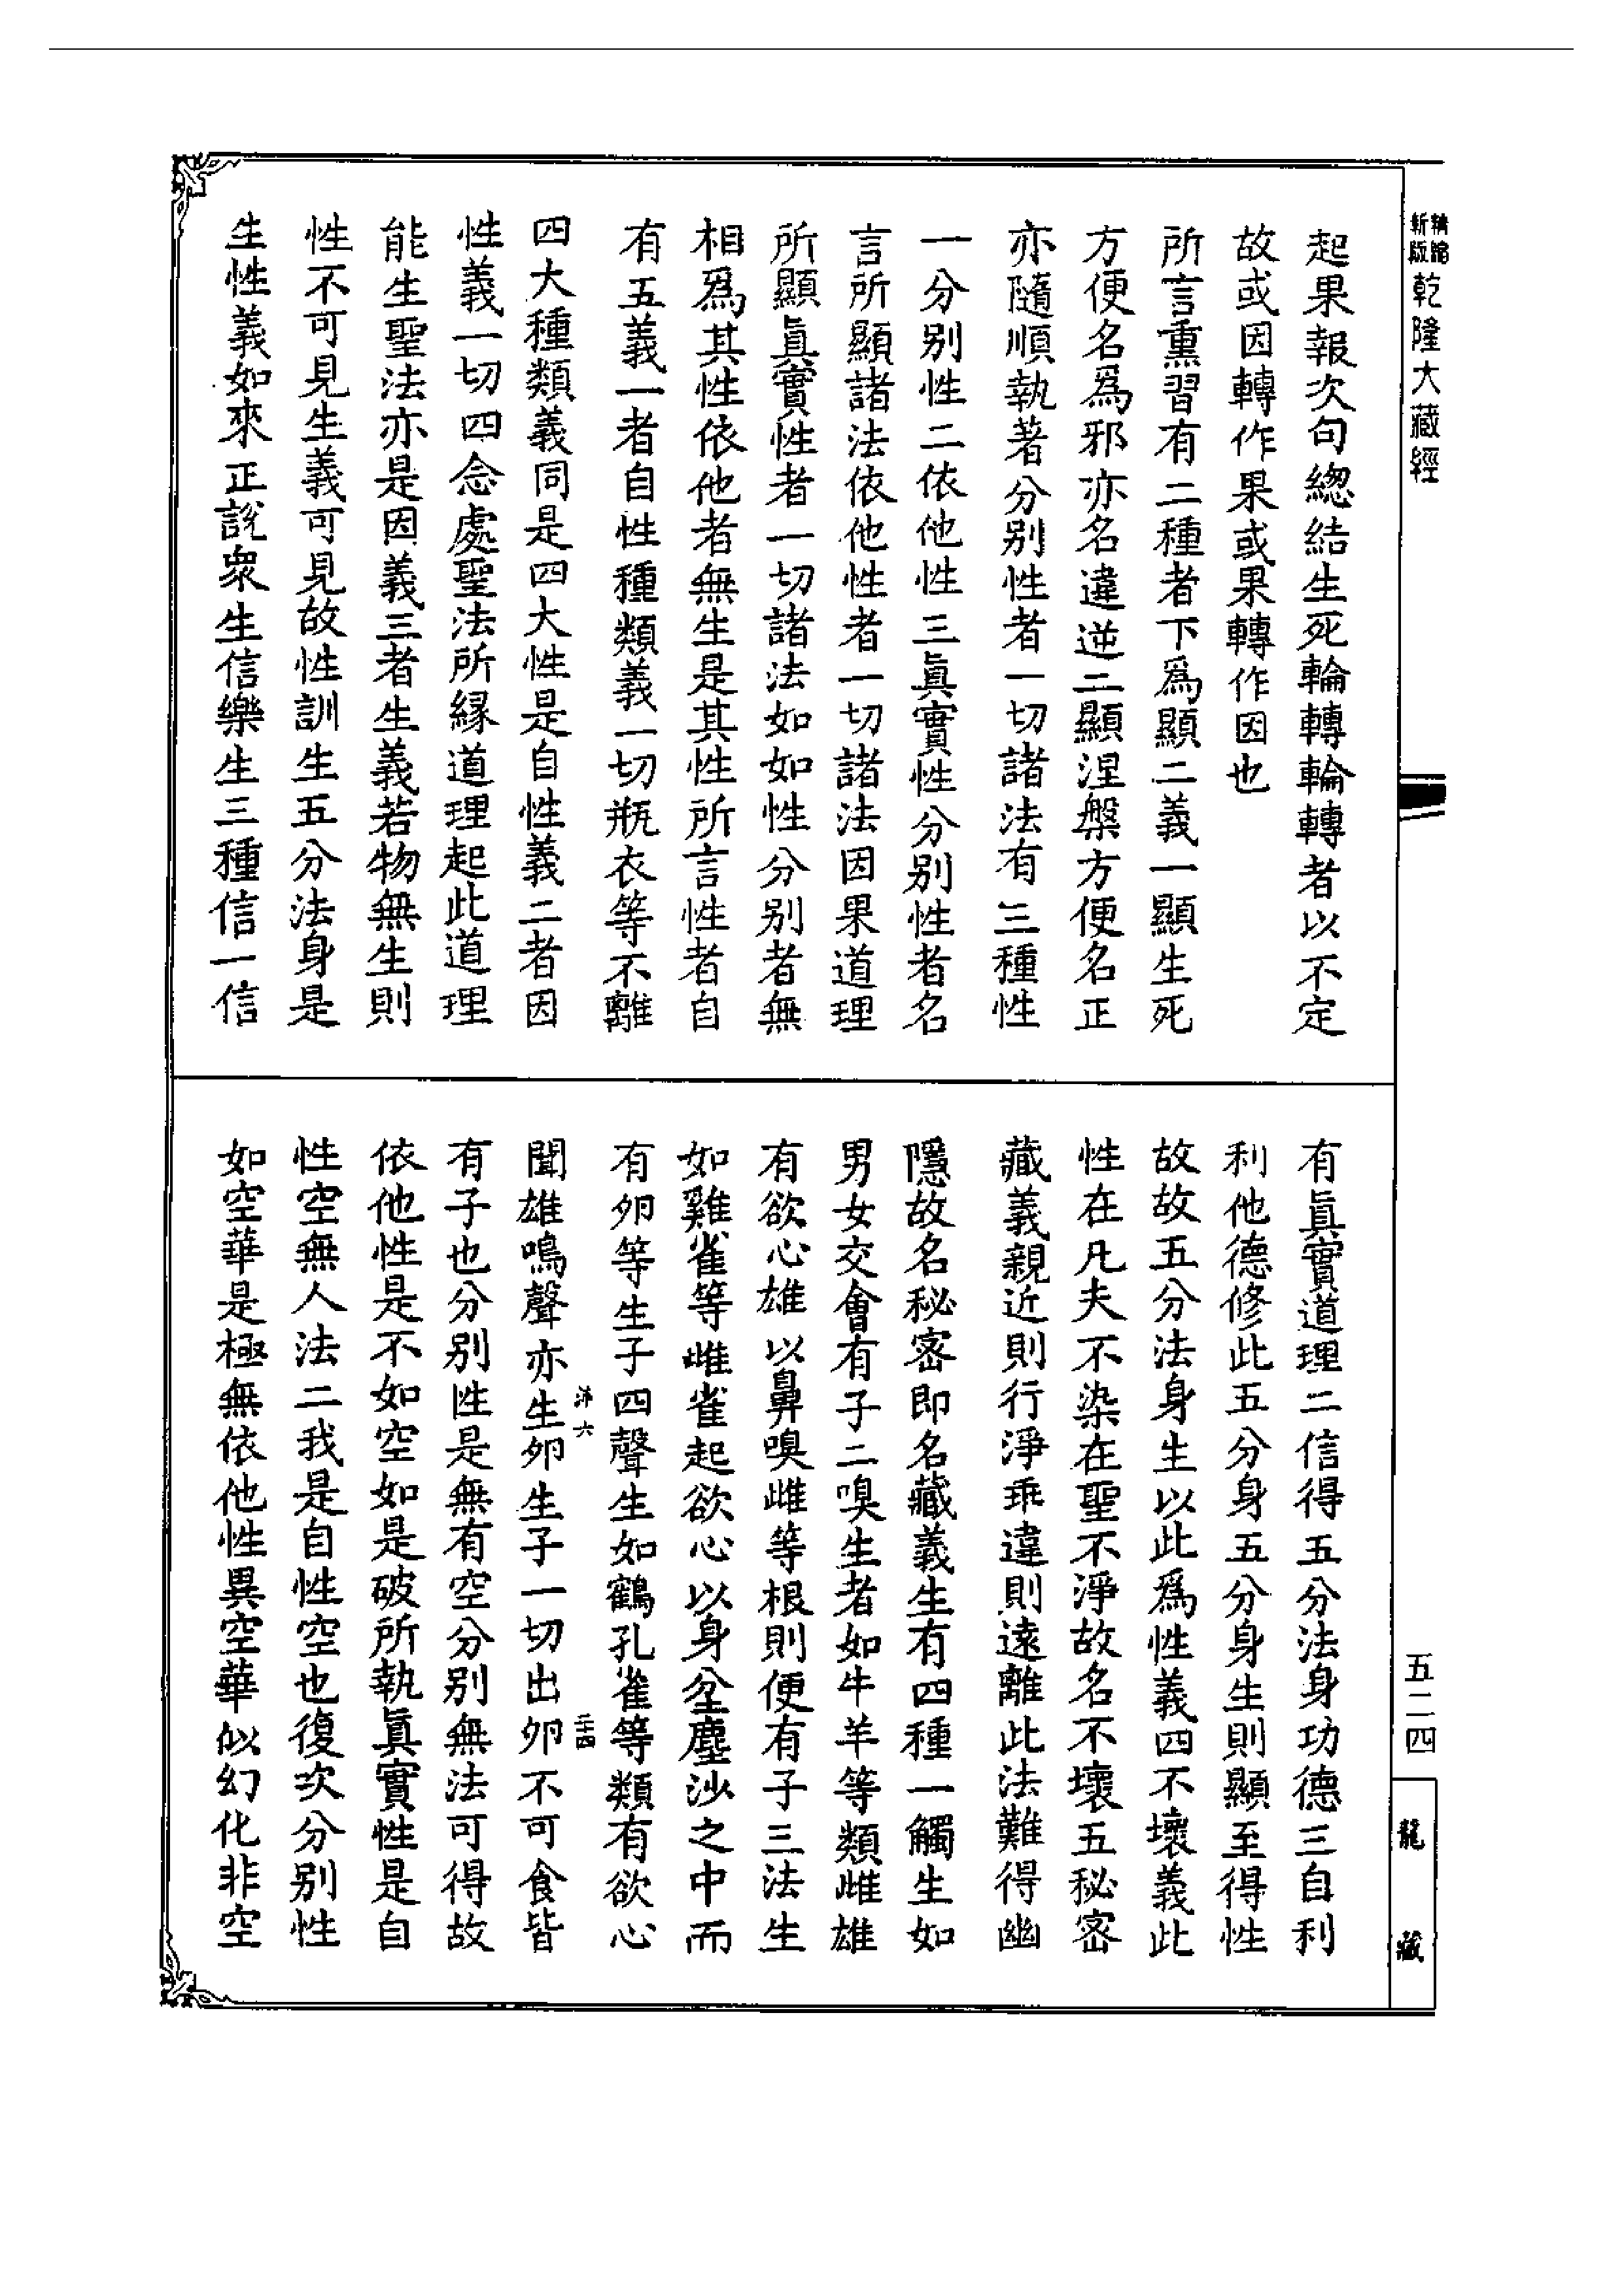 新版精縮乾隆大藏經
起果報次句總結生死輪轉輪轉者以不定
故或因轉作果或果轉作因也
所言熏習有二種者下爲顯二義一顯生死
方便名爲邪亦名違逆二顯涅槃方便名正
亦隨順執著分别性者一切諸法有三種性
一分别性二依他性三眞實性分别性者名
言所顯諸法依他性者一切諸法因果道理
所顯眞實性者一切諸法如如性分别者無
相爲其性依他者無生是其性所言性者自
有五義一者自性種類義一切瓶衣等不離
四大種類義同是四大性是自性義二者因
性義一切四念處聖法所縁道理起此道理
能生聖法亦是因義三者生義若物無生則
性不可見生義可見故性訓生五分法身是
生性義如來正說衆生信樂生三種信一信
有眞實道理二信得五分法身功德三自利
利他德修此五分身五分身生則顯至得性
故故五分法身生以此爲性義四不壞義此
性在凡夫不染在聖不淨故名不壞五秘密
藏義親近則行淨乖違則遠離此法難得幽
隱故名秘密即名藏義生有四種一觸生如
男女交會有子二嗅生者如牛羊等類雌雄
有欲心雄以鼻嗅雌等根則便有子三法生
如雞雀等雌雀起欲心以身坌塵沙之中而
有卵等生子四聲生如鶴孔雀等類有欲心
沛六 二十四
聞雄鳴聲亦生卵生子一切出卵不可食皆
有子也分别性是無有空分别無法可得故
依他性是不如空如是破所執眞實性是自
性空無人法二我是自性空也復次分别性
如空華是極無依他性異空華似幻化非空
五二四
龍藏